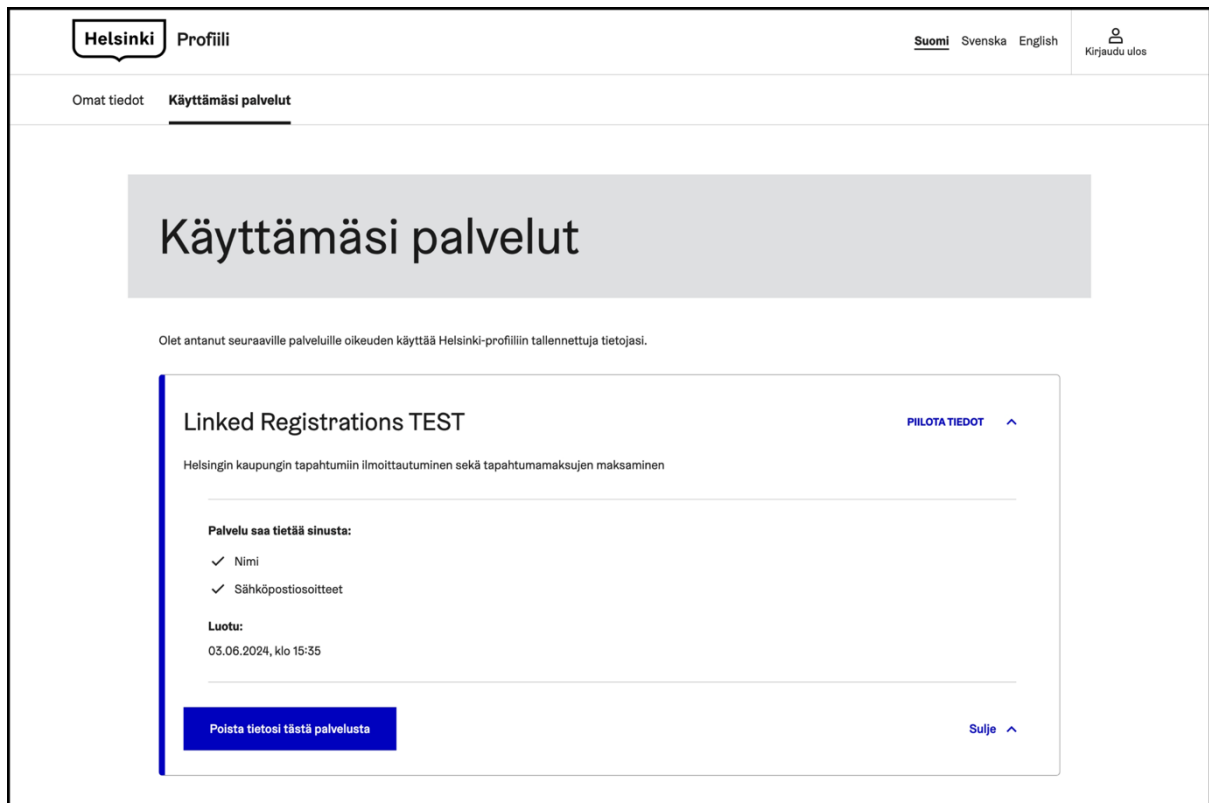 Helsinki Profiili
Suomi Svenska English
Kirjaudu ulos
Omat tiedot Käyttämäsi palvelut
Käyttämäsi palvelut
Olet antanut seuraaville palveluille oikeuden käyttää Helsinki-profiiliin tallennettuja tietojasi.
Linked Registrations TEST
PIILOTA TIEDOT
Helsingin kaupungin tapahtumiin ilmoittautuminen sekä tapahtumamaksujen maksaminen
Palvelu saa tietää sinusta:
Nimi
Sähköpostiosoitteet
Luotu:
03.06.2024, klo 15:35
Poista tietosi tästä palvelusta
Sulje